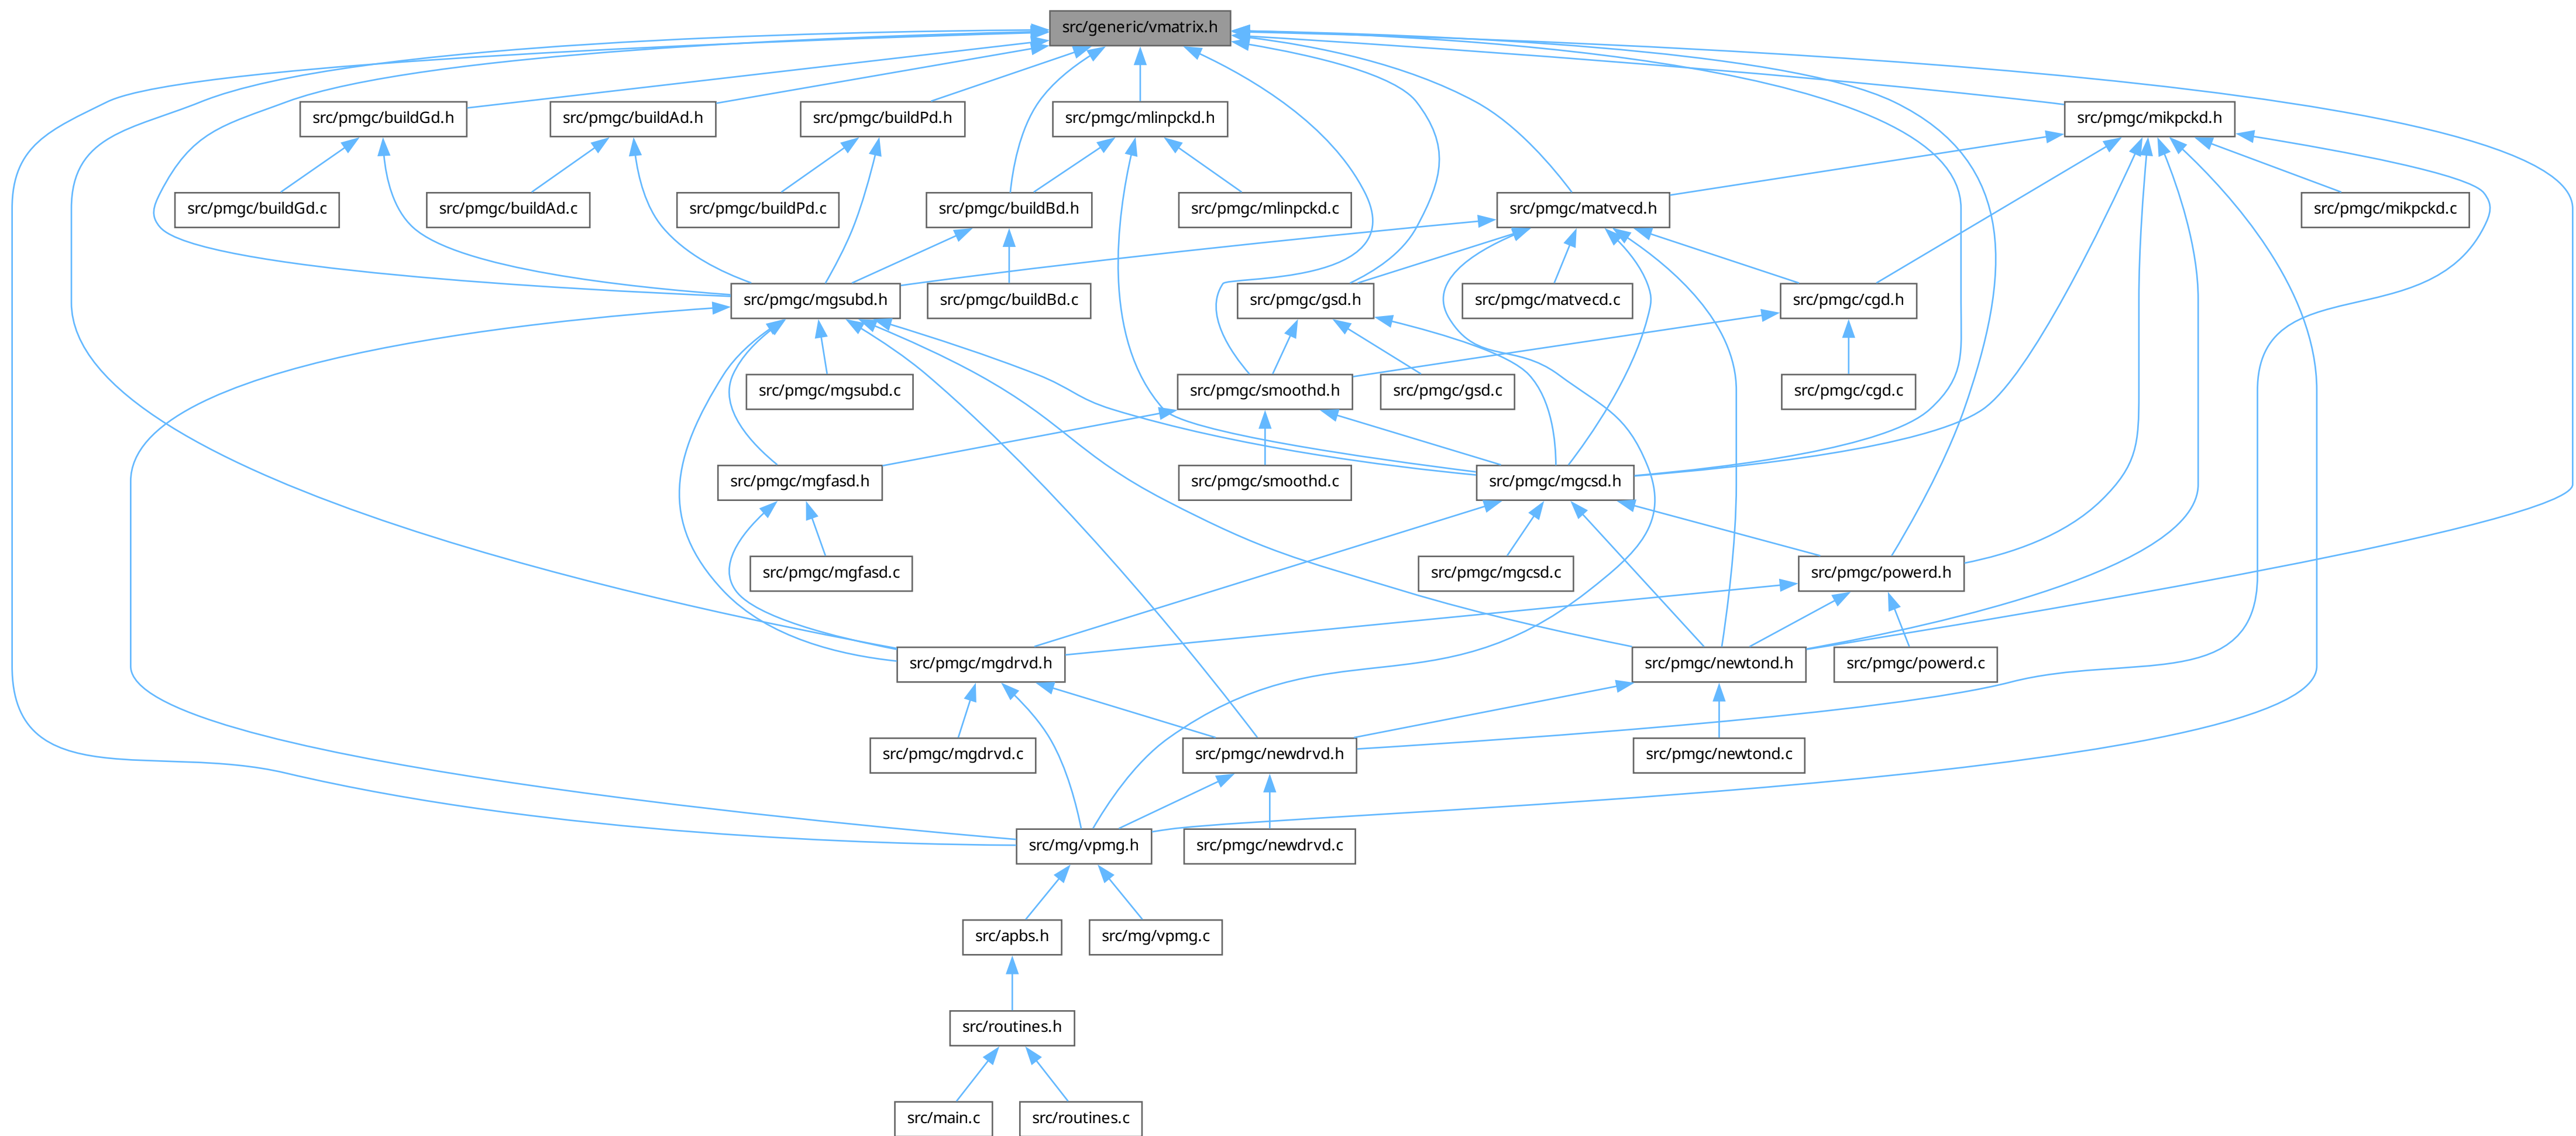 src/generic/vmatrix.h
src/pmgc/buildGd.h
src/pmgc/buildAd.h
src/pmgc/buildPd.h
src/pmgc/mlinpckd.h
src/pmgc/mikpckd.h
src/pmgc/buildGd.c
src/pmgc/buildAd.c
src/pmgc/buildPd.c
src/pmgc/buildBd.h
src/pmgc/mlinpckd.c
src/pmgc/matvecd.h
src/pmgc/mikpckd.c
src/pmgc/mgsubd.h
src/pmgc/buildBd.c
src/pmgc/gsd.h
src/pmgc/matvecd.c
src/pmgc/cgd.h
src/pmgc/mgsubd.c
src/pmgc/smoothd.h
src/pmgc/gsd.c
src/pmgc/cgd.c
src/pmgc/mgfasd.h
src/pmgc/smoothd.c
src/pmgc/mgcsd.h
src/pmgc/mgfasd.c
src/pmgc/mgcsd.c
src/pmgc/powerd.h
src/pmgc/mgdrvd.h
src/pmgc/newtond.h
src/pmgc/powerd.c
src/pmgc/mgdrvd.c
src/pmgc/newdrvd.h
src/pmgc/newtond.c
src/mg/vpmg.h
src/pmgc/newdrvd.c
src/apbs.h
src/mg/vpmg.c
src/routines.h
src/main.c
src/routines.c